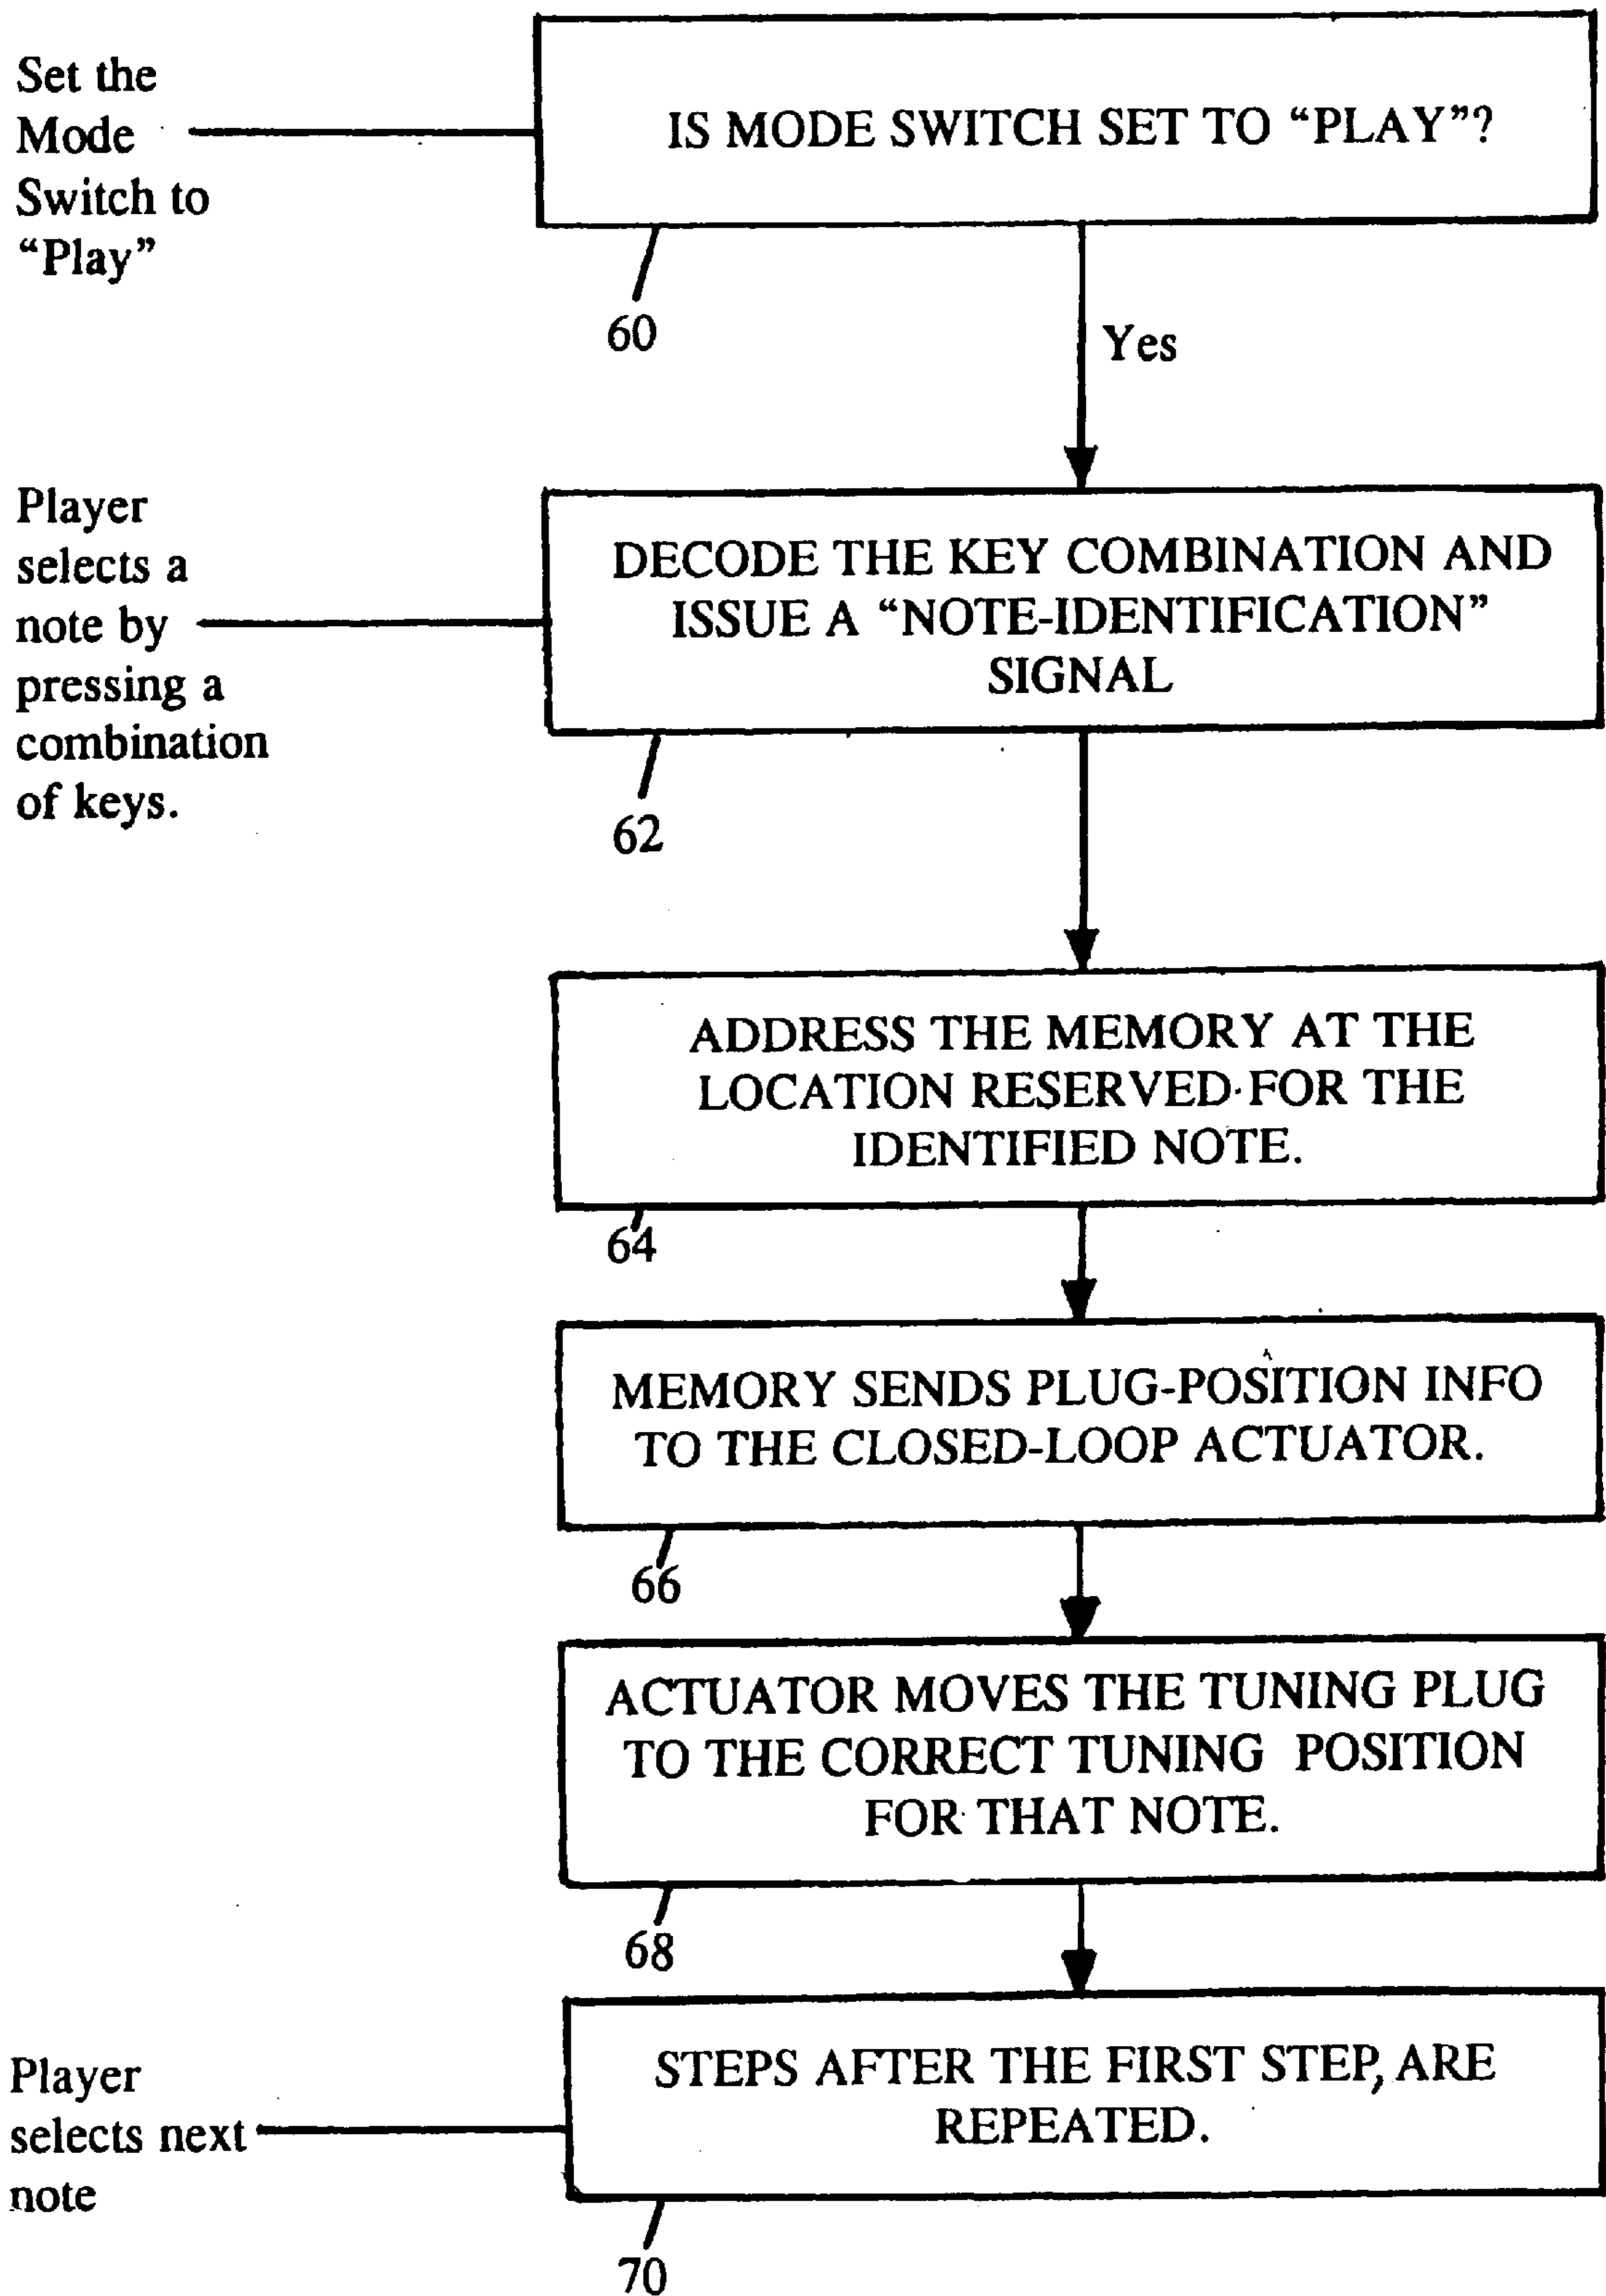 Set the
Mode
Switch to
“Play”
IS MODE SWITCH SET TO “PLAY”?
60
Yes
Player
selects a
note by
pressing a
combination
of keys.
DECODE THE KEY COMBINATION AND
ISSUE A “NOTE-IDENTIFICATION”
SIGNAL
62
ADDRESS THE MEMORY AT THE
LOCATION RESERVED FOR THE
IDENTIFIED NOTE.
64
MEMORY SENDS PLUG-POSITION INFO
TO THE CLOSED-LOOP ACTUATOR.
66
ACTUATOR MOVES THE TUNING PLUG
TO THE CORRECT TUNING POSITION
FOR THAT NOTE.
68
Player
selects next
note
STEPS AFTER THE FIRST STEP, ARE
REPEATED.
70